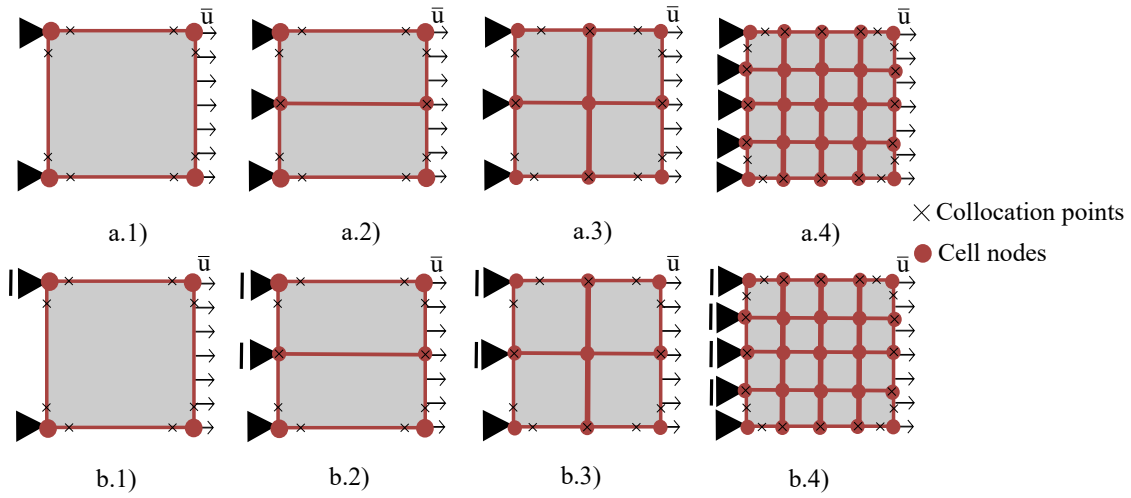 u̅ u̅ u̅ u̅
a.1) a.2) a.3) a.4)
Collocation points
Cell nodes
u̅ u̅ u̅ u̅
b.1) b.2) b.3) b.4)